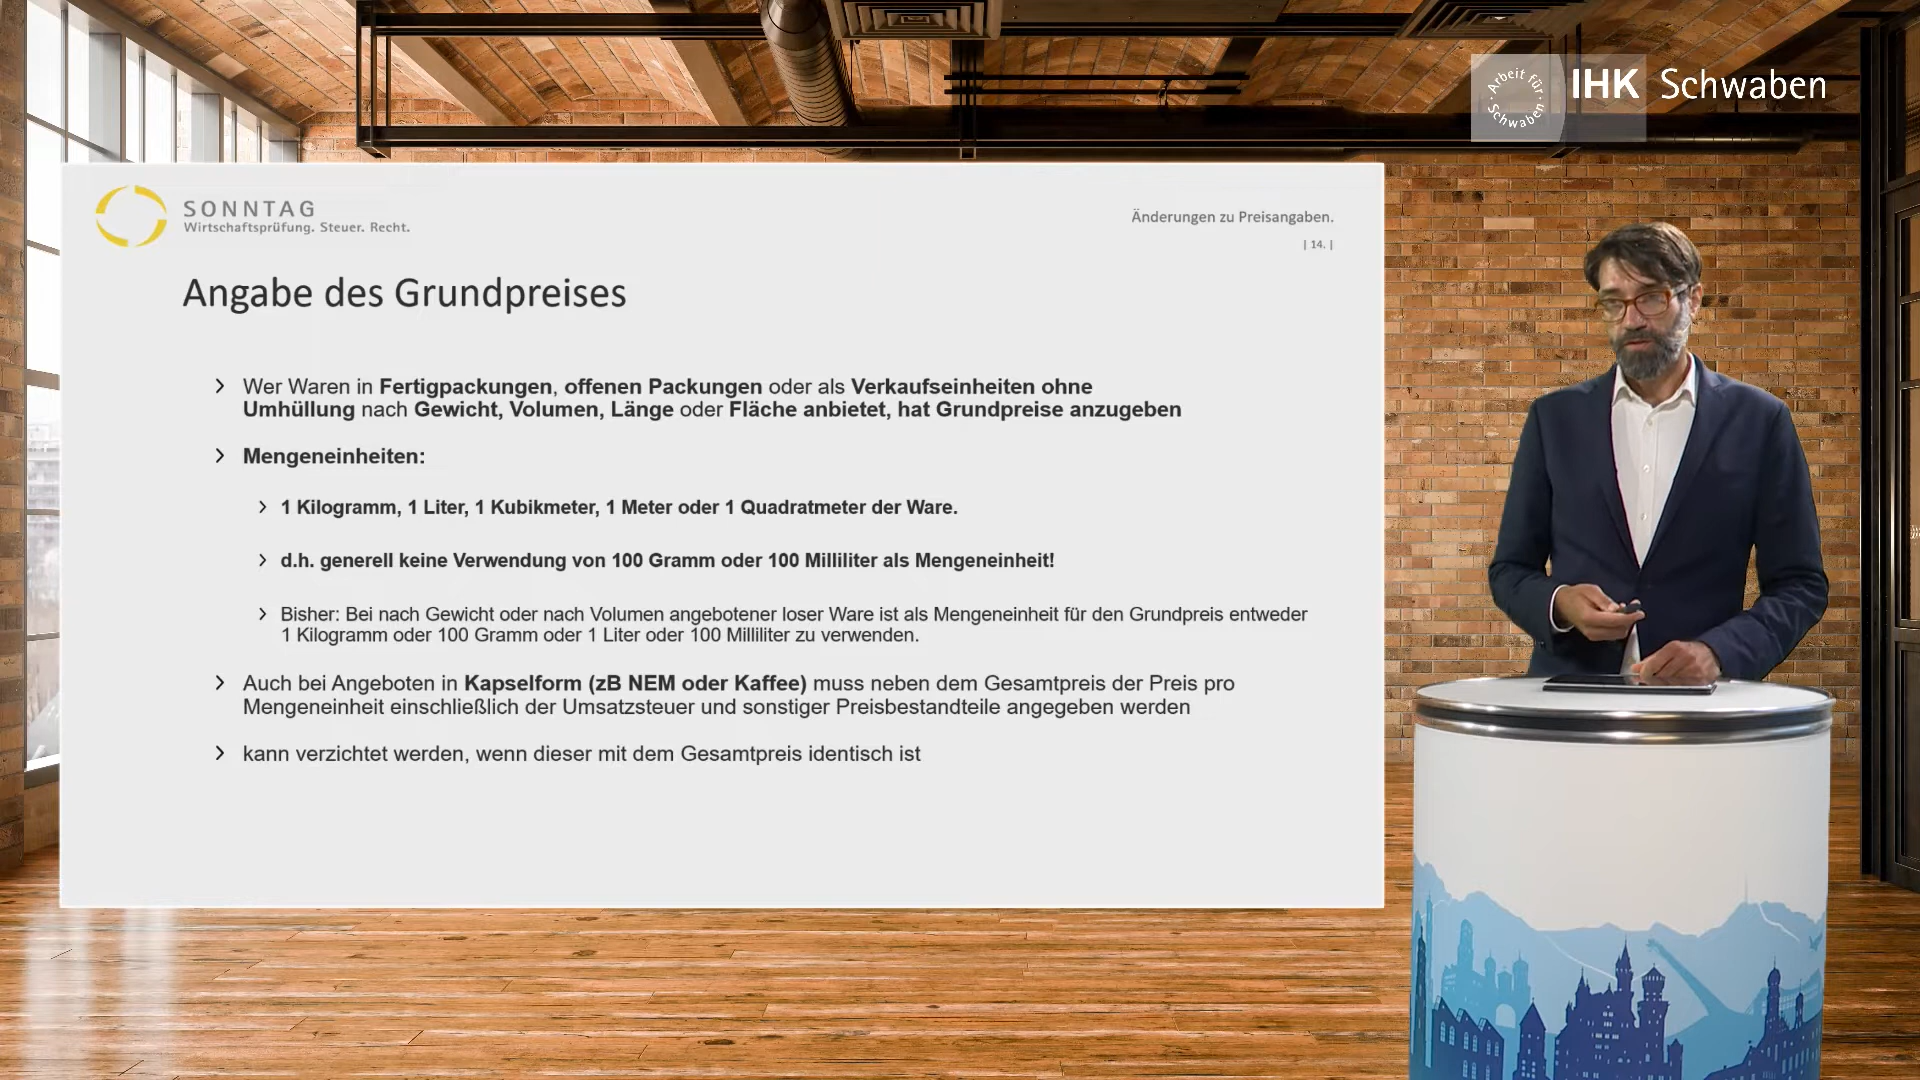 Arbeit für
Schwaben
IHK Schwaben
SONNTAG
Wirtschaftsprüfung. Steuer. Recht.
Änderungen zu Preisangaben.
| 14. |
Angabe des Grundpreises
Wer Waren in Fertigpackungen, offenen Packungen oder als Verkaufseinheiten ohne
Umhüllung nach Gewicht, Volumen, Länge oder Fläche anbietet, hat Grundpreise anzugeben
Mengeneinheiten:
1 Kilogramm, 1 Liter, 1 Kubikmeter, 1 Meter oder 1 Quadratmeter der Ware.
d.h. generell keine Verwendung von 100 Gramm oder 100 Milliliter als Mengeneinheit!
Bisher: Bei nach Gewicht oder nach Volumen angebotener loser Ware ist als Mengeneinheit für den Grundpreis entweder
1 Kilogramm oder 100 Gramm oder 1 Liter oder 100 Milliliter zu verwenden.
Auch bei Angeboten in Kapselform (zB NEM oder Kaffee) muss neben dem Gesamtpreis der Preis pro
Mengeneinheit einschließlich der Umsatzsteuer und sonstiger Preisbestandteile angegeben werden
kann verzichtet werden, wenn dieser mit dem Gesamtpreis identisch ist